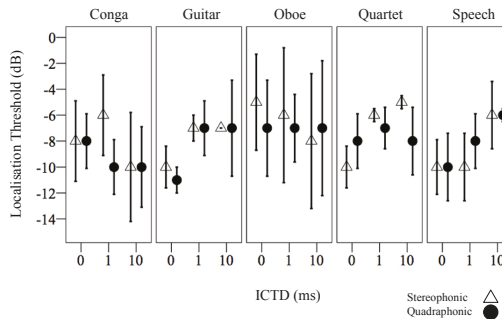 Conga Guitar Oboe Quartet Speech
0
-2
-4
-6
-8
-10
-12
-14
Localisation Threshold (dB)
0 1 10 0 1 10 0 1 10 0 1 10 0 1 10
ICTD (ms)
Stereophonic
Quadraphonic